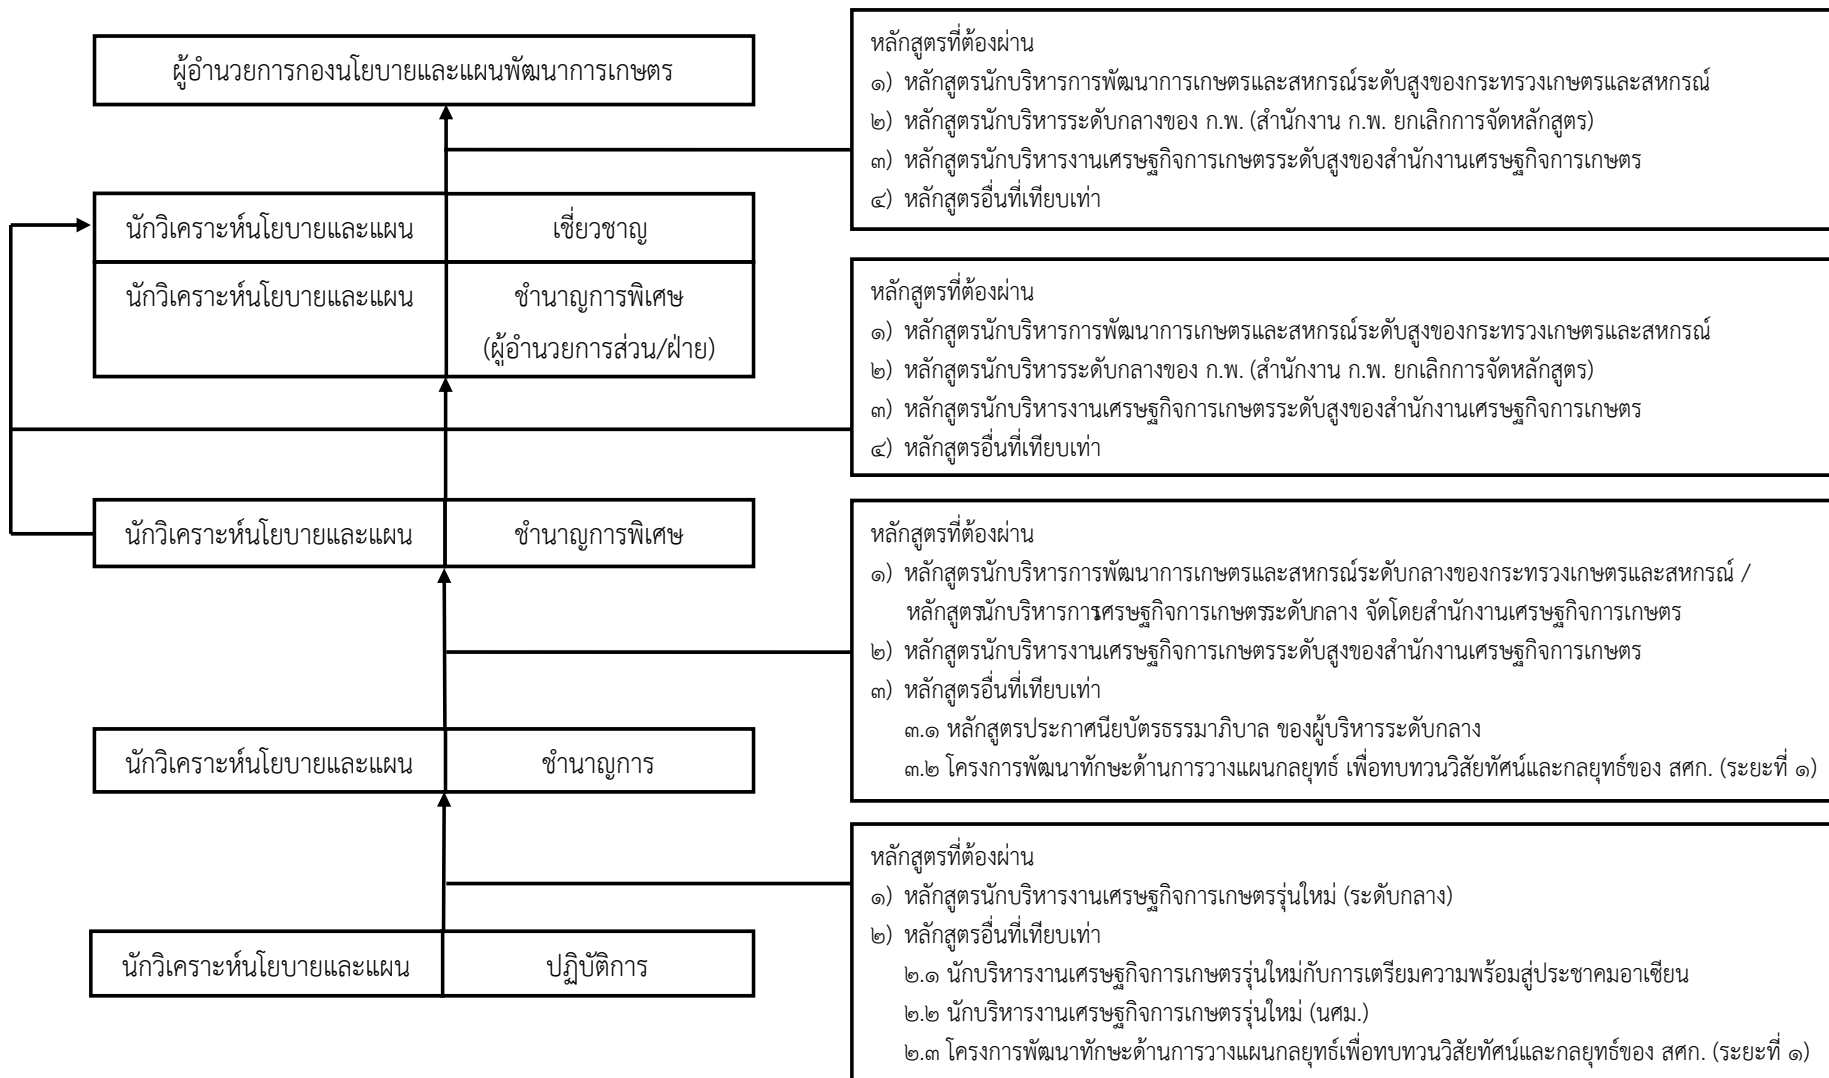 ผู้อำนวยการกองนโยบายและแผนพัฒนาการเกษตร
หลักสูตรที่ต้องผ่าน
๑) หลักสูตรนักบริหารการพัฒนาการเกษตรและสหกรณ์ระดับสูงของกระทรวงเกษตรและสหกรณ์
๒) หลักสูตรนักบริหารระดับกลางของ ก.พ. (สำนักงาน ก.พ. ยกเลิกการจัดหลักสูตร)
๓) หลักสูตรนักบริหารงานเศรษฐกิจการเกษตรระดับสูงของสำนักงานเศรษฐกิจการเกษตร
๔) หลักสูตรอื่นที่เทียบเท่า
นักวิเคราะห์นโยบายและแผน เชี่ยวชาญ
นักวิเคราะห์นโยบายและแผน ชำนาญการพิเศษ
(ผู้อำนวยการส่วน/ฝ่าย)
หลักสูตรที่ต้องผ่าน
๑) หลักสูตรนักบริหารการพัฒนาการเกษตรและสหกรณ์ระดับสูงของกระทรวงเกษตรและสหกรณ์
๒) หลักสูตรนักบริหารระดับกลางของ ก.พ. (สำนักงาน ก.พ. ยกเลิกการจัดหลักสูตร)
๓) หลักสูตรนักบริหารงานเศรษฐกิจการเกษตรระดับสูงของสำนักงานเศรษฐกิจการเกษตร
๔) หลักสูตรอื่นที่เทียบเท่า
นักวิเคราะห์นโยบายและแผน ชำนาญการพิเศษ
หลักสูตรที่ต้องผ่าน
๑) หลักสูตรนักบริหารการพัฒนาการเกษตรและสหกรณ์ระดับกลางของกระทรวงเกษตรและสหกรณ์ /
หลักสูตรนักบริหารการเศรษฐกิจการเกษตรระดับกลาง จัดโดยสำนักงานเศรษฐกิจการเกษตร
๒) หลักสูตรนักบริหารงานเศรษฐกิจการเกษตรระดับสูงของสำนักงานเศรษฐกิจการเกษตร
๓) หลักสูตรอื่นที่เทียบเท่า
๓.๑ หลักสูตรประกาศนียบัตรธรรมาภิบาล ของผู้บริหารระดับกลาง
๓.๒ โครงการพัฒนาทักษะด้านการวางแผนกลยุทธ์ เพื่อทบทวนวิสัยทัศน์และกลยุทธ์ของ สศก. (ระยะที่ ๑)
นักวิเคราะห์นโยบายและแผน ชำนาญการ
หลักสูตรที่ต้องผ่าน
๑) หลักสูตรนักบริหารงานเศรษฐกิจการเกษตรรุ่นใหม่ (ระดับกลาง)
๒) หลักสูตรอื่นที่เทียบเท่า
๒.๑ นักบริหารงานเศรษฐกิจการเกษตรรุ่นใหม่กับการเตรียมความพร้อมสู่ประชาคมอาเซียน
๒.๒ นักบริหารงานเศรษฐกิจการเกษตรรุ่นใหม่ (นศม.)
๒.๓ โครงการพัฒนาทักษะด้านการวางแผนกลยุทธ์เพื่อทบทวนวิสัยทัศน์และกลยุทธ์ของ สศก. (ระยะที่ ๑)
นักวิเคราะห์นโยบายและแผน ปฏิบัติการ